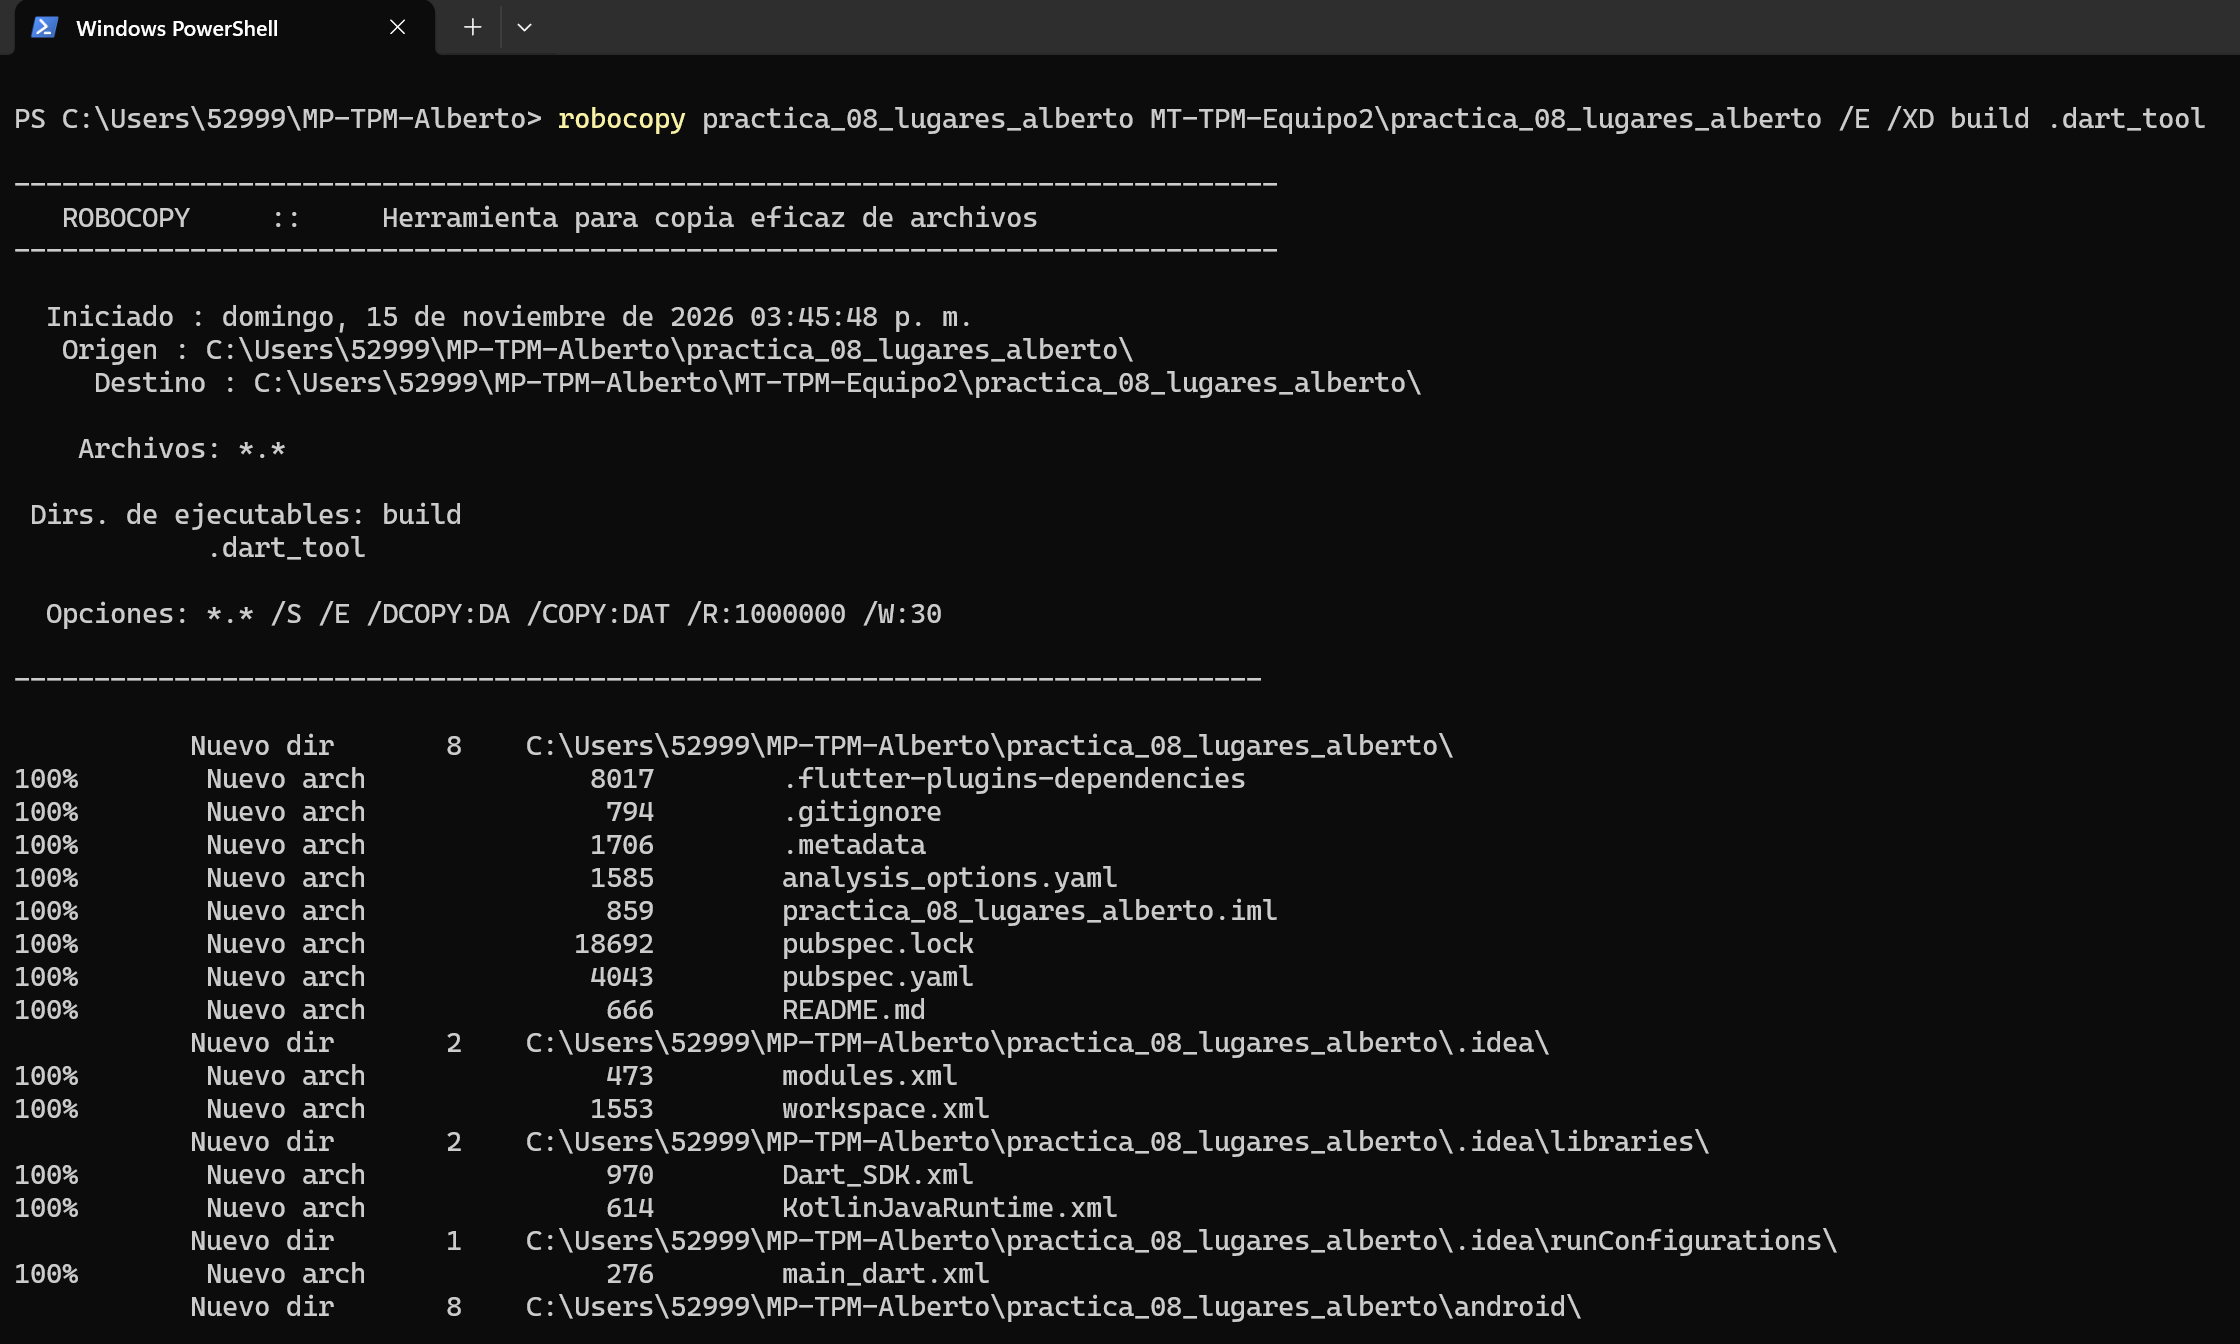 Windows PowerShell
PS C:\Users\52999\MP-TPM-Alberto> robocopy practica_08_lugares_alberto MT-TPM-Equipo2\practica_08_lugares_alberto /E /XD build .dart_tool
-------------------------------------------------------------------------------
   ROBOCOPY     ::     Herramienta para copia eficaz de archivos
-------------------------------------------------------------------------------
  Iniciado : domingo, 15 de noviembre de 2026 03:45:48 p. m.
   Origen : C:\Users\52999\MP-TPM-Alberto\practica_08_lugares_alberto\
     Destino : C:\Users\52999\MP-TPM-Alberto\MT-TPM-Equipo2\practica_08_lugares_alberto\
    Archivos: *.*
 Dirs. de ejecutables: build
            .dart_tool
  Opciones: *.* /S /E /DCOPY:DA /COPY:DAT /R:1000000 /W:30
------------------------------------------------------------------------------
           Nuevo dir       8    C:\Users\52999\MP-TPM-Alberto\practica_08_lugares_alberto\
100%        Nuevo arch              8017        .flutter-plugins-dependencies
100%        Nuevo arch               794        .gitignore
100%        Nuevo arch              1706        .metadata
100%        Nuevo arch              1585        analysis_options.yaml
100%        Nuevo arch               859        practica_08_lugares_alberto.iml
100%        Nuevo arch             18692        pubspec.lock
100%        Nuevo arch              4043        pubspec.yaml
100%        Nuevo arch               666        README.md
           Nuevo dir       2    C:\Users\52999\MP-TPM-Alberto\practica_08_lugares_alberto\.idea\
100%        Nuevo arch               473        modules.xml
100%        Nuevo arch              1553        workspace.xml
           Nuevo dir       2    C:\Users\52999\MP-TPM-Alberto\practica_08_lugares_alberto\.idea\libraries\
100%        Nuevo arch               970        Dart_SDK.xml
100%        Nuevo arch               614        KotlinJavaRuntime.xml
           Nuevo dir       1    C:\Users\52999\MP-TPM-Alberto\practica_08_lugares_alberto\.idea\runConfigurations\
100%        Nuevo arch               276        main_dart.xml
           Nuevo dir       8    C:\Users\52999\MP-TPM-Alberto\practica_08_lugares_alberto\android\